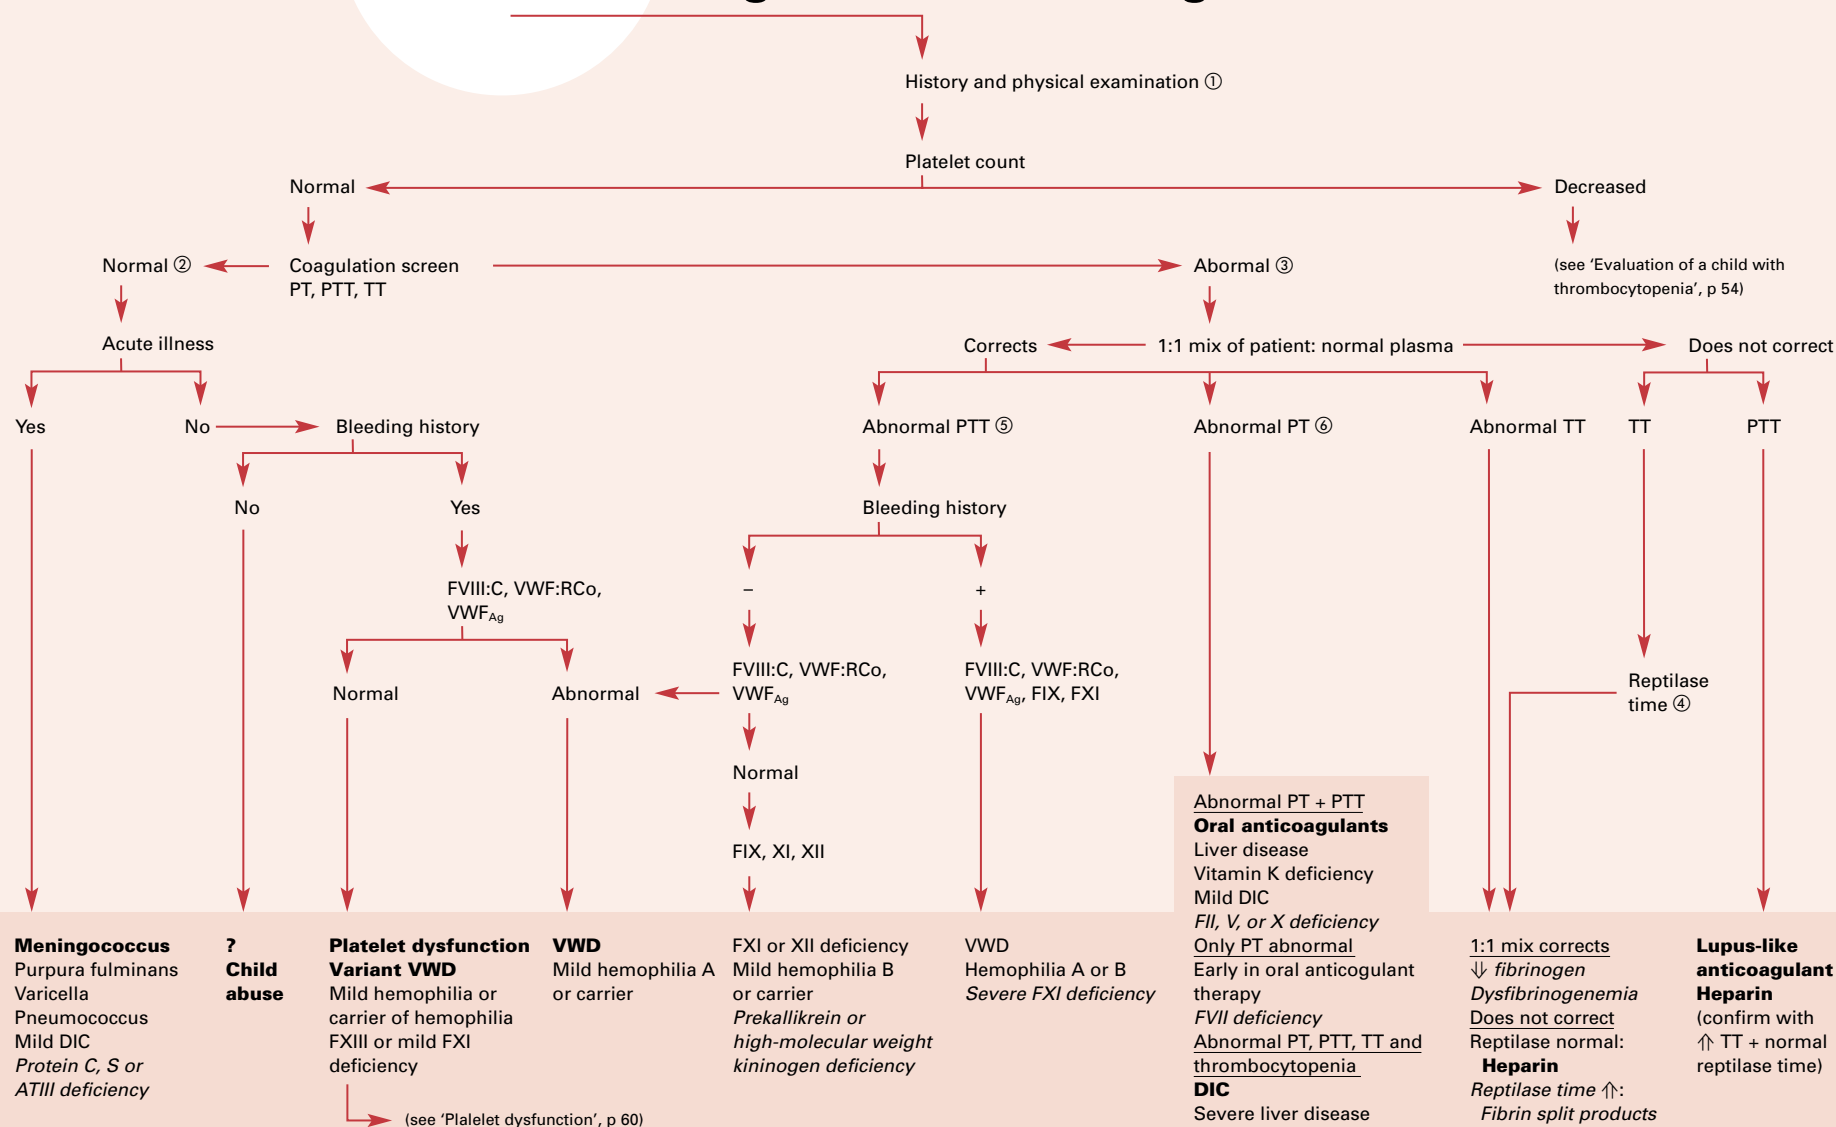 History and physical examination ①
Platelet count
Normal
Decreased
Normal ②
Coagulation screen
PT, PTT, TT
Abormal ③
(see ‘Evaluation of a child with
thrombocytopenia’, p 54)
Acute illness
Corrects
1:1 mix of patient: normal plasma
Does not correct
Yes
No
Bleeding history
Abnormal PTT ⑤
Abnormal PT ⑥
Abnormal TT
TT
PTT
No
Yes
Bleeding history
FVIII:C, VWF:RCo,
VWFAg
–
+
Normal
Abnormal
FVIII:C, VWF:RCo,
VWFAg
FVIII:C, VWF:RCo,
VWFAg, FIX, FXI
Reptilase
time ④
Normal
FIX, XI, XII
Meningococcus
Purpura fulminans
Varicella
Pneumococcus
Mild DIC
Protein C, S or
ATIII deficiency
?
Child
abuse
Platelet dysfunction
Variant VWD
Mild hemophilia or
carrier of hemophilia
FXIII or mild FXI
deficiency
(see ‘Plalelet dysfunction’, p 60)
VWD
Mild hemophilia A
or carrier
FXI or XII deficiency
Mild hemophilia B
or carrier
Prekallikrein or
high-molecular weight
kininogen deficiency
VWD
Hemophilia A or B
Severe FXI deficiency
Abnormal PT + PTT
Oral anticoagulants
Liver disease
Vitamin K deficiency
Mild DIC
FII, V, or X deficiency
Only PT abnormal
Early in oral anticogulant
therapy
FVII deficiency
Abnormal PT, PTT, TT and
thrombocytopenia
DIC
Severe liver disease
1:1 mix corrects
⇓ fibrinogen
Dysfibrinogenemia
Does not correct
Reptilase normal:
Heparin
Reptilase time ⇑:
Fibrin split products
Lupus-like
anticoagulant
Heparin
(confirm with
⇑ TT + normal
reptilase time)